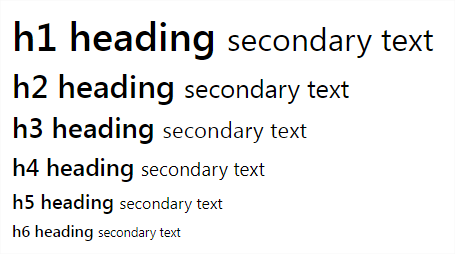 h1 heading secondary text
h2 heading secondary text
h3 heading secondary text
h4 heading secondary text
h5 heading secondary text
h6 heading secondary text